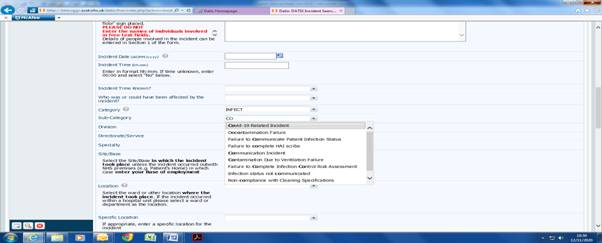 Datix Homepage
Datix: DATIX Incident Searc...
McAfee
floor" sign placed.
PLEASE DO NOT
Enter the names of individuals involved
in free text fields.
Details of people involved in the incident can be
entered in Section 1 of the form.
Incident Date
Incident Time
Enter in format hh:mm. If time unknown, enter
00:00 and select "No" below.
Incident Time Known?
Who was or could have been affected by the
incident?
Category
INFECT
Sub-Category
CO
Division
Covid-19 Related Incident
Decontamination Failure
Directorate/Service
Failure to Communicate Patient Infection Status
Specialty
Failure to complete HAI scribe
Site/Base
Communication Incident
Select the Site/Base in which the incident
took place unless the incident occurred outwith
premises (e.g. Patient's Home) in which
case enter your Base of employment
Contamination Due to Ventilation Failure
Failure to Complete Infection Control Risk Assessment
Infection status not communicated
Non-compliance with Cleaning Specifications
Location
Select the ward or other location where the
incident took place. If the incident occurred
within a hospital unit please select a ward
or department as the location.
Specific Location
If appropriate, enter a specific location for the
incident